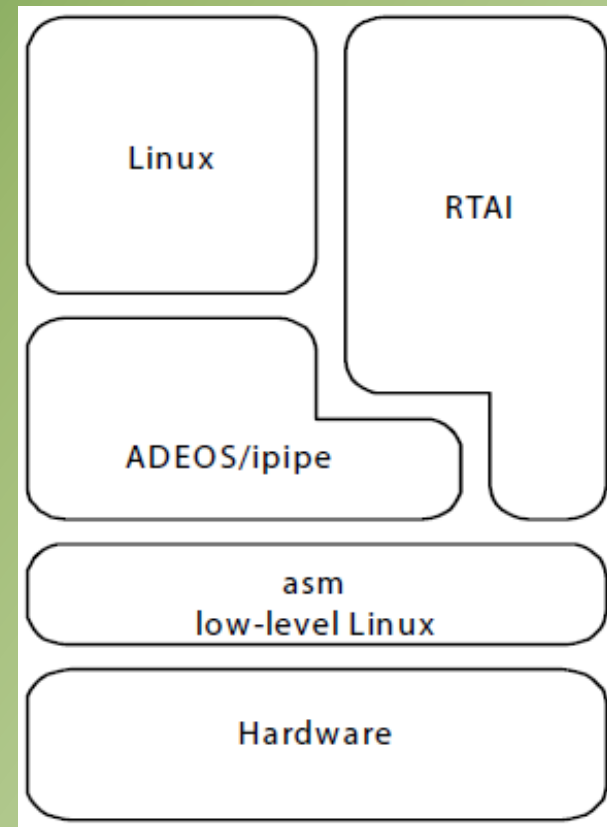 Linux
RTAI
ADEOS/ipipe
asm
low-level Linux
Hardware